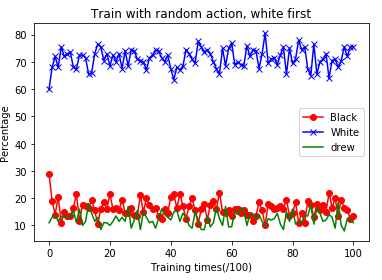 Train with random action, white first
Percentage
80
70
60
50
40
30
20
10
Black
White
drew
0
20
40
60
80
100
Training times(/100)